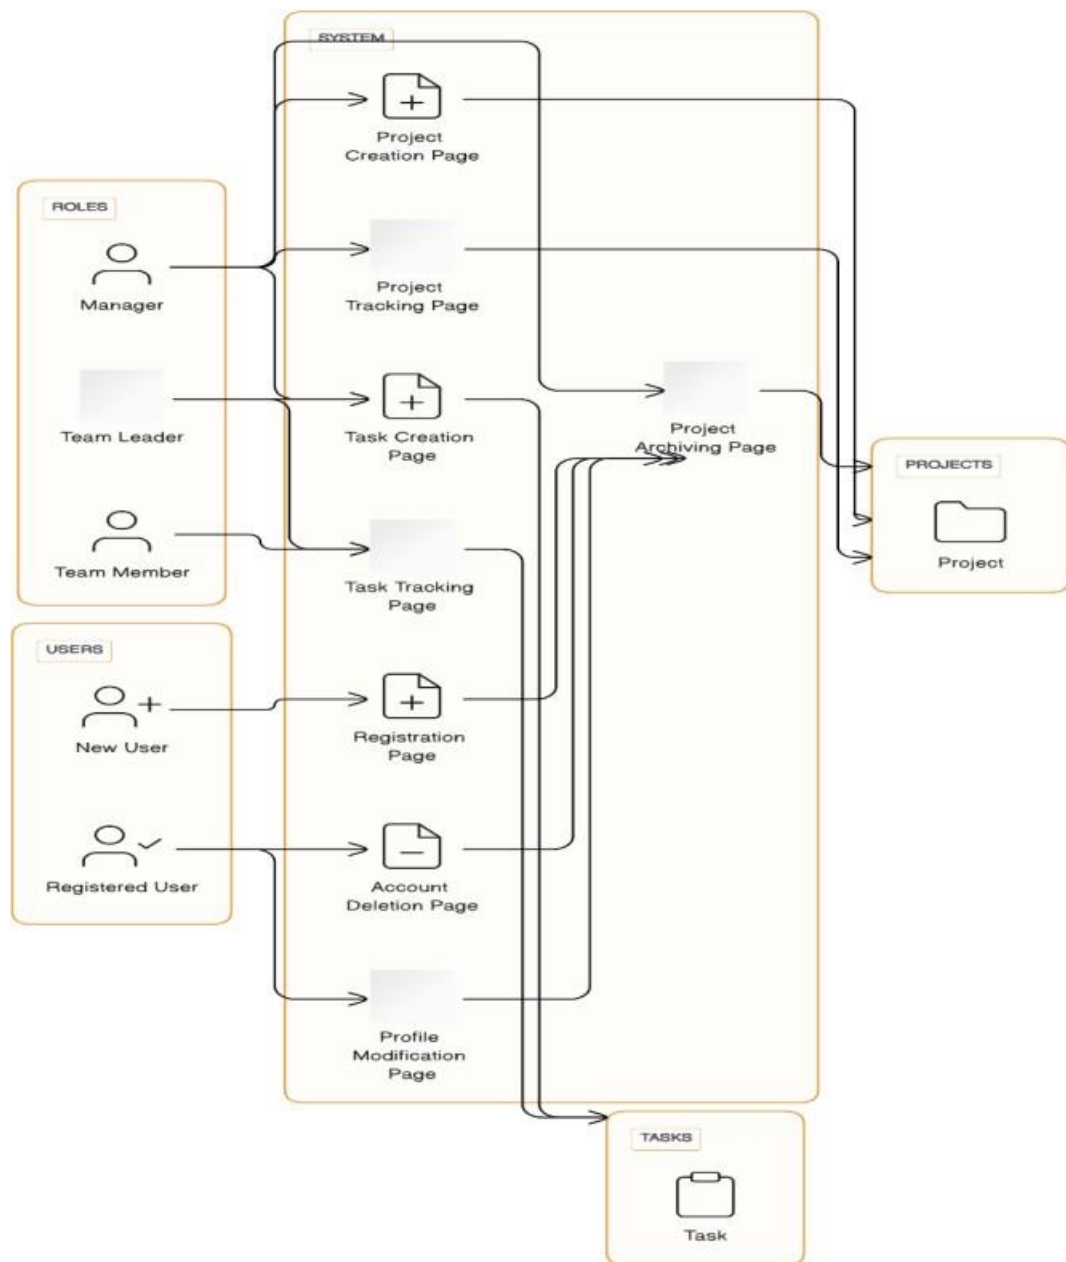 SYSTEM
Project
Creation Page
ROLES
Manager
Project
Tracking Page
Team Leader
Task Creation
Page
Project
Archiving Page
PROJECTS
Project
Team Member
Task Tracking
Page
USERS
New User
Registration
Page
Registered User
Account
Deletion Page
Profile
Modification
Page
TASKS
Task